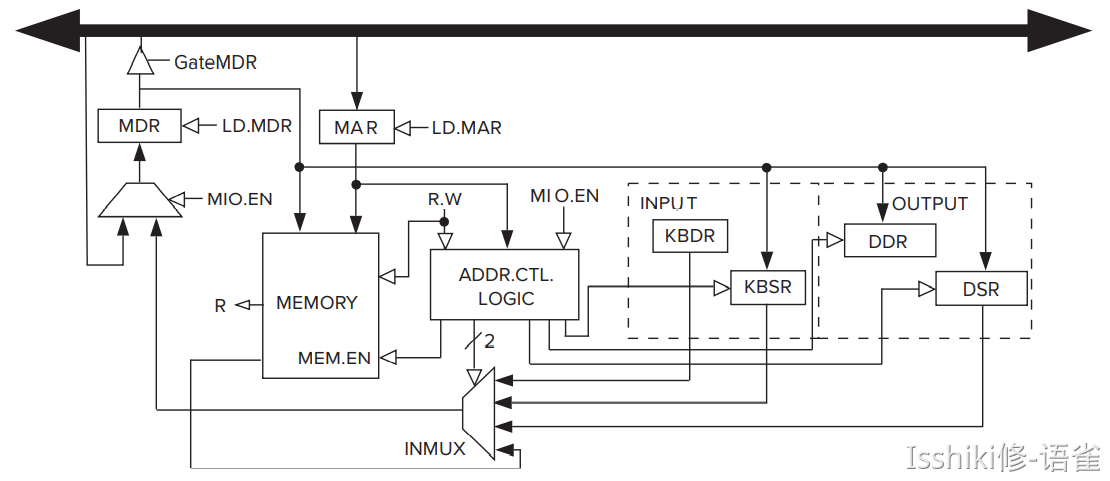 GateMDR
MDR
LD.MDR
MAR
LD.MAR
MIO.EN
R.W
MIO.EN
INPUT
OUTPUT
KBDR
DDR
ADDR.CTL.
LOGIC
KBSR
DSR
R
MEMORY
2
MEM.EN
INMUX
Isshiki修-语雀